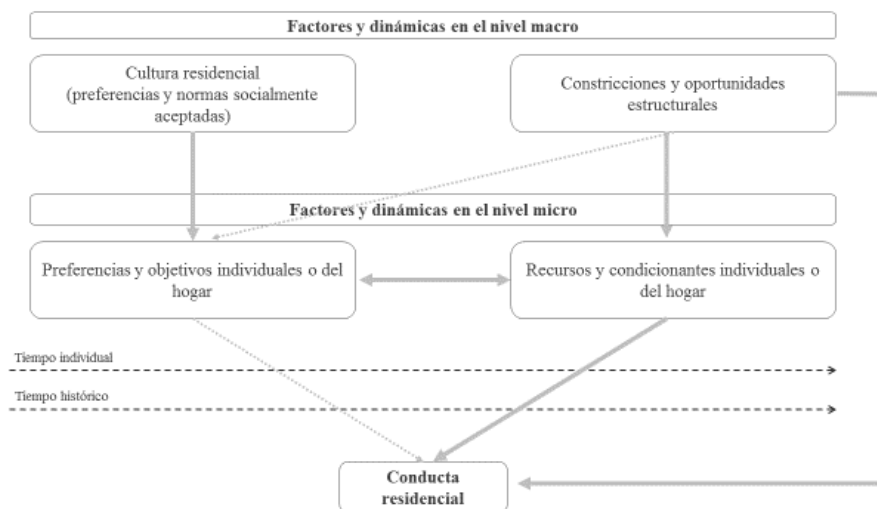 Factores y dinámicas en el nivel macro
Cultura residencial
(preferencias y normas socialmente
aceptadas)
Constricciones y oportunidades
estructurales
Factores y dinámicas en el nivel micro
Preferencias y objetivos individuales o del
hogar
Recursos y condicionantes individuales o
del hogar
Tiempo individual
Tiempo histórico
Conducta
residencial